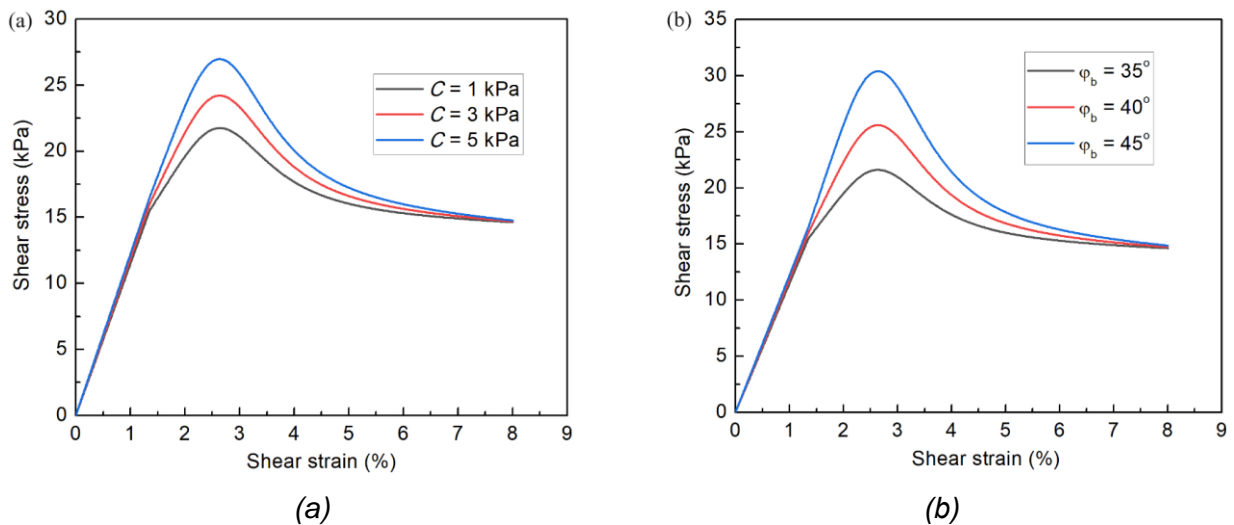 (a)
30
25
20
15
10
5
0
Shear stress (kPa)
C = 1 kPa
C = 3 kPa
C = 5 kPa
0 1 2 3 4 5 6 7 8 9
Shear strain (%)
(a)
(b)
35
30
25
20
15
10
5
0
Shear stress (kPa)
φb = 35°
φb = 40°
φb = 45°
0 1 2 3 4 5 6 7 8 9
Shear strain (%)
(b)